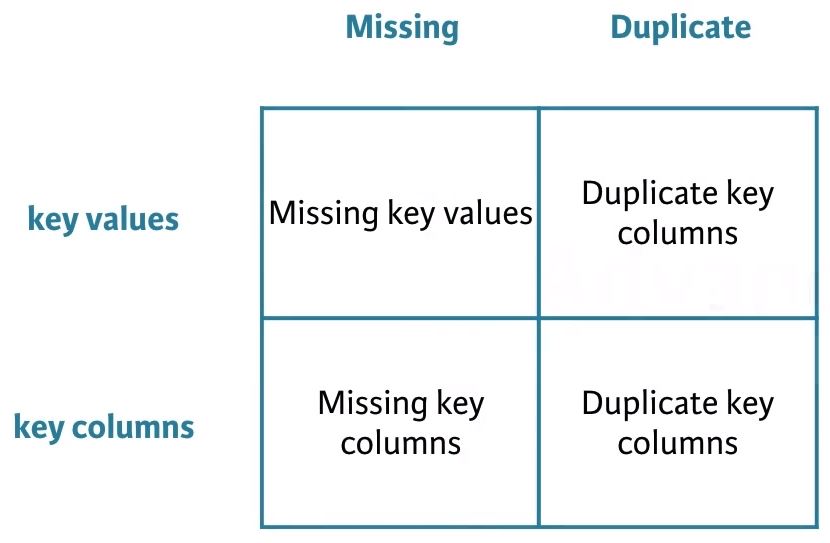 Missing Duplicate
key values
Missing key values
Duplicate key
columns
key columns
Missing key
columns
Duplicate key
columns